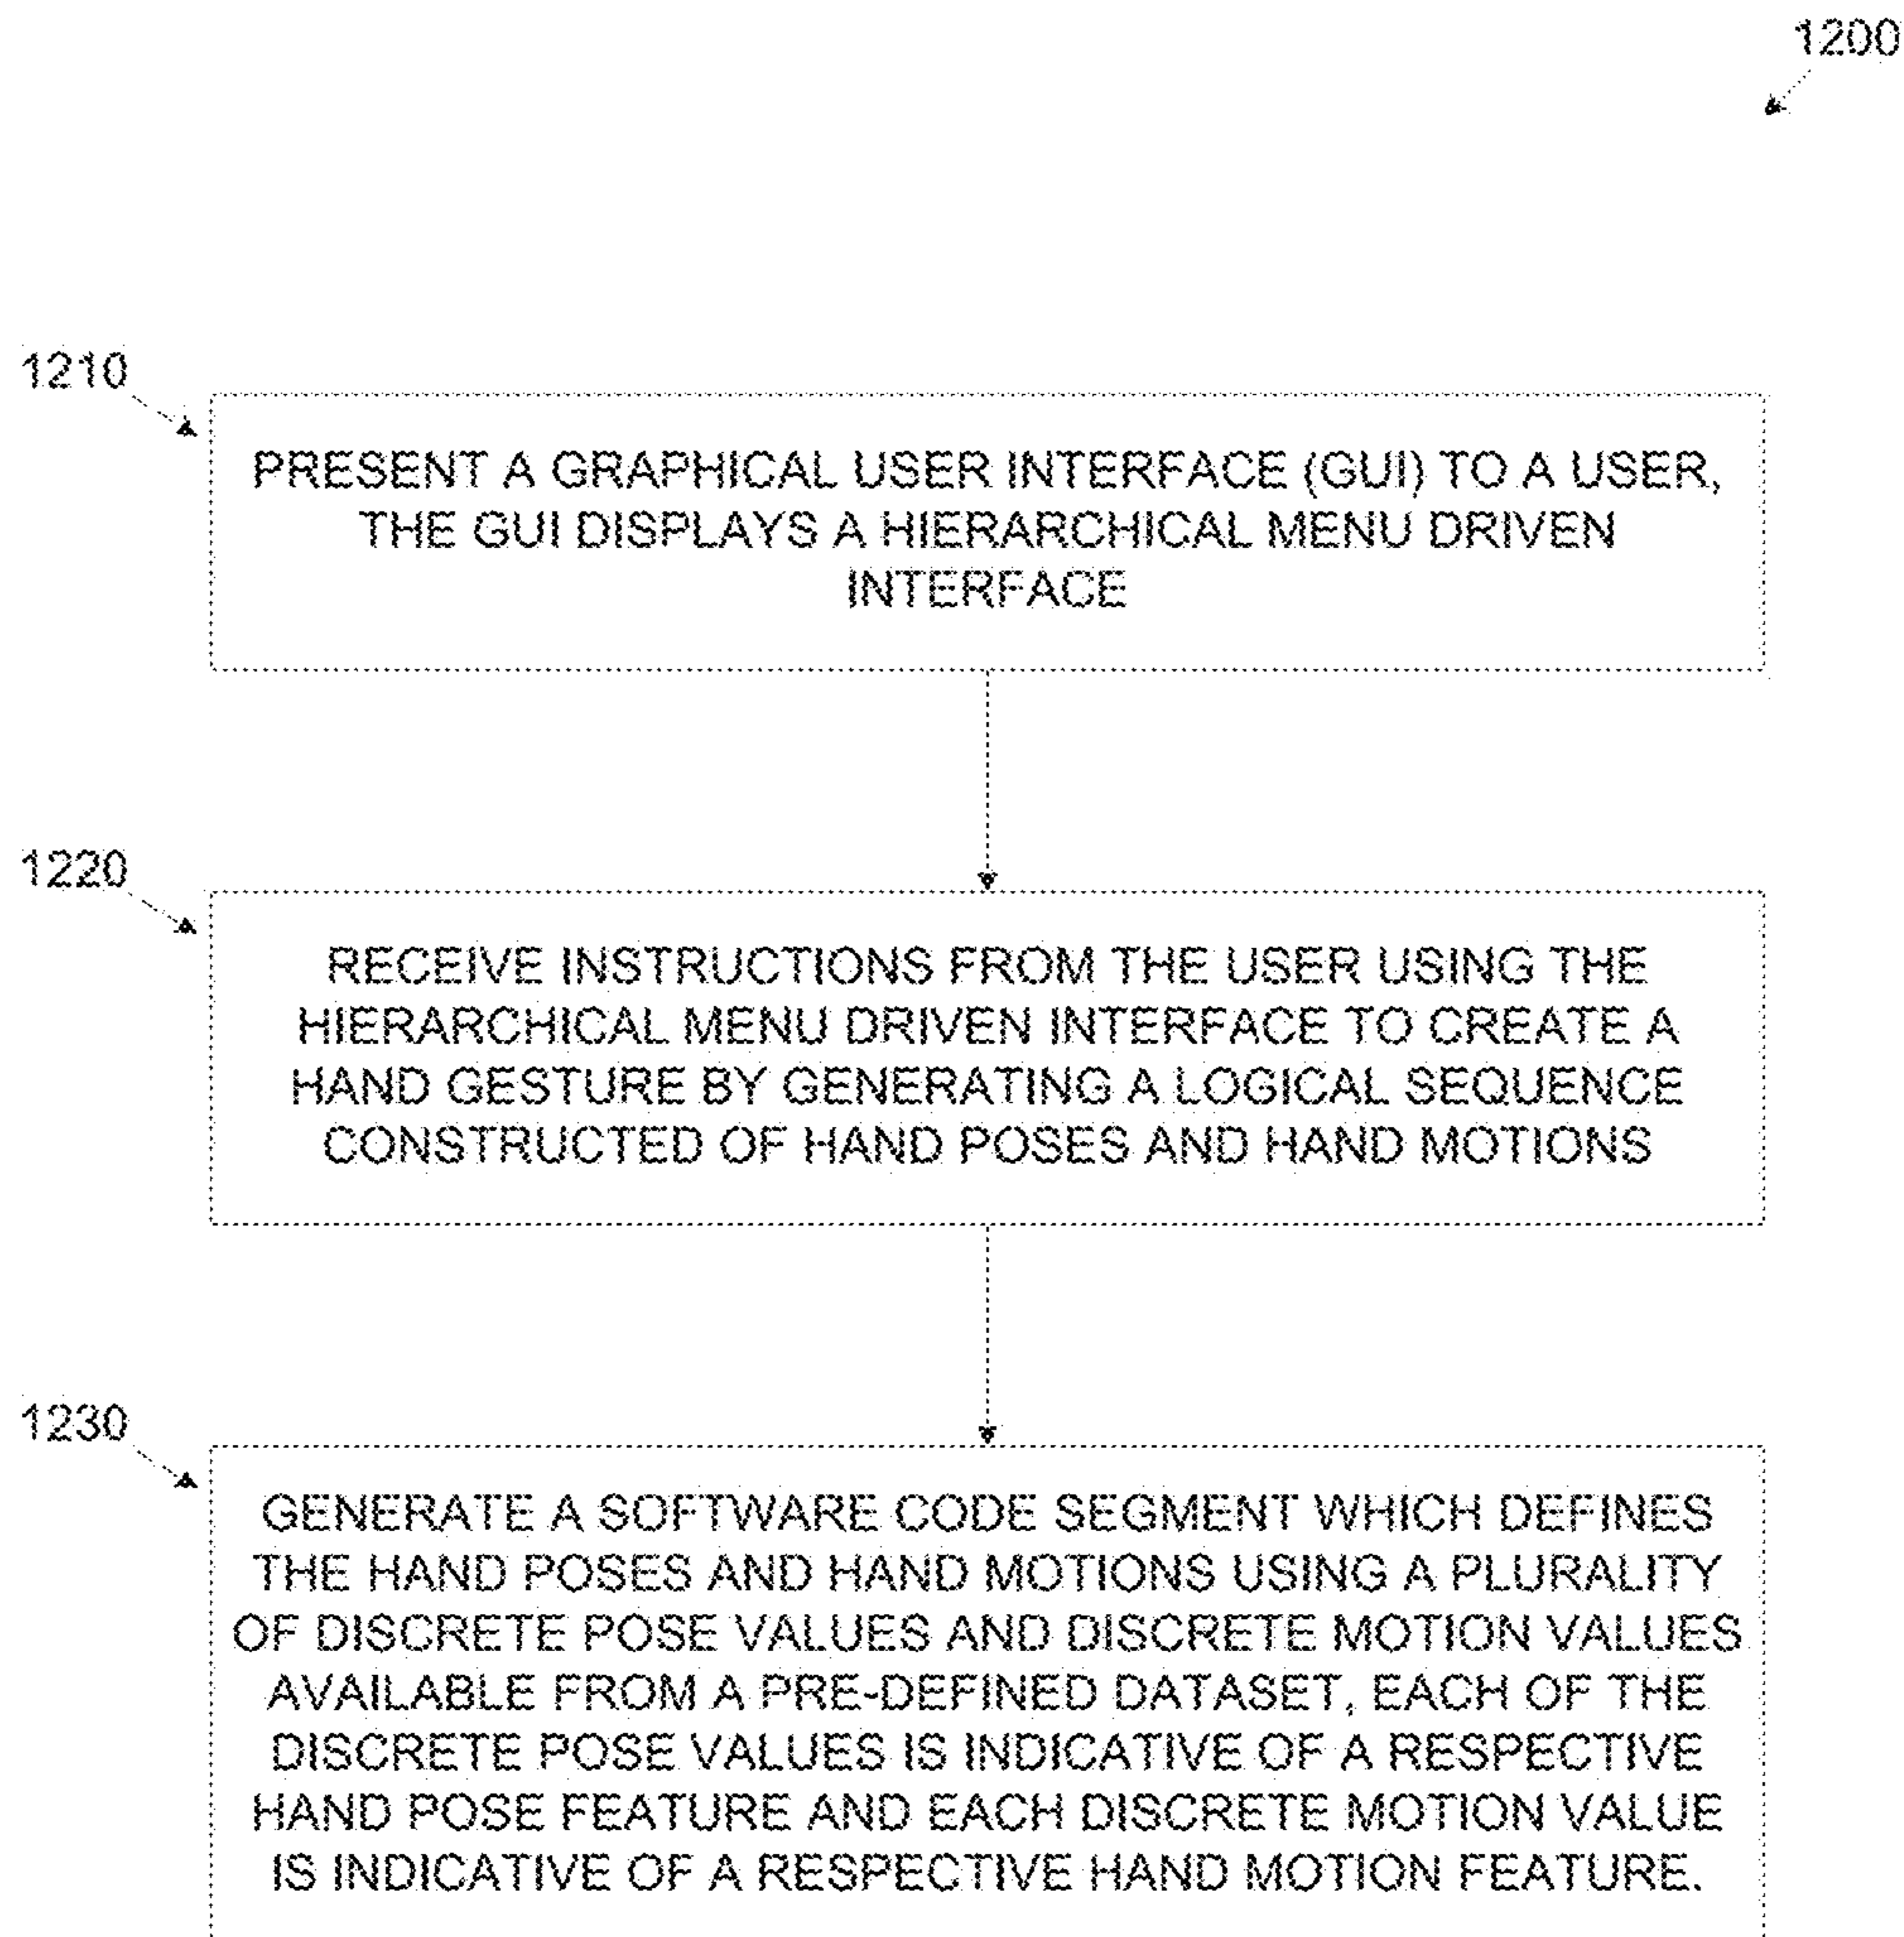 1200
1210
PRESENT A GRAPHICAL USER INTERFACE (GUI) TO A USER,
THE GUI DISPLAYS A HIERARCHICAL MENU DRIVEN
INTERFACE
1220
RECEIVE INSTRUCTIONS FROM THE USER USING THE
HIERARCHICAL MENU DRIVEN INTERFACE TO CREATE A
HAND GESTURE BY GENERATING A LOGICAL SEQUENCE
CONSTRUCTED OF HAND POSES AND HAND MOTIONS
1230
GENERATE A SOFTWARE CODE SEGMENT WHICH DEFINES
THE HAND POSES AND HAND MOTIONS USING A PLURALITY
OF DISCRETE POSE VALUES AND DISCRETE MOTION VALUES
AVAILABLE FROM A PRE-DEFINED DATASET, EACH OF THE
DISCRETE POSE VALUES IS INDICATIVE OF A RESPECTIVE
HAND POSE FEATURE AND EACH DISCRETE MOTION VALUE
IS INDICATIVE OF A RESPECTIVE HAND MOTION FEATURE.